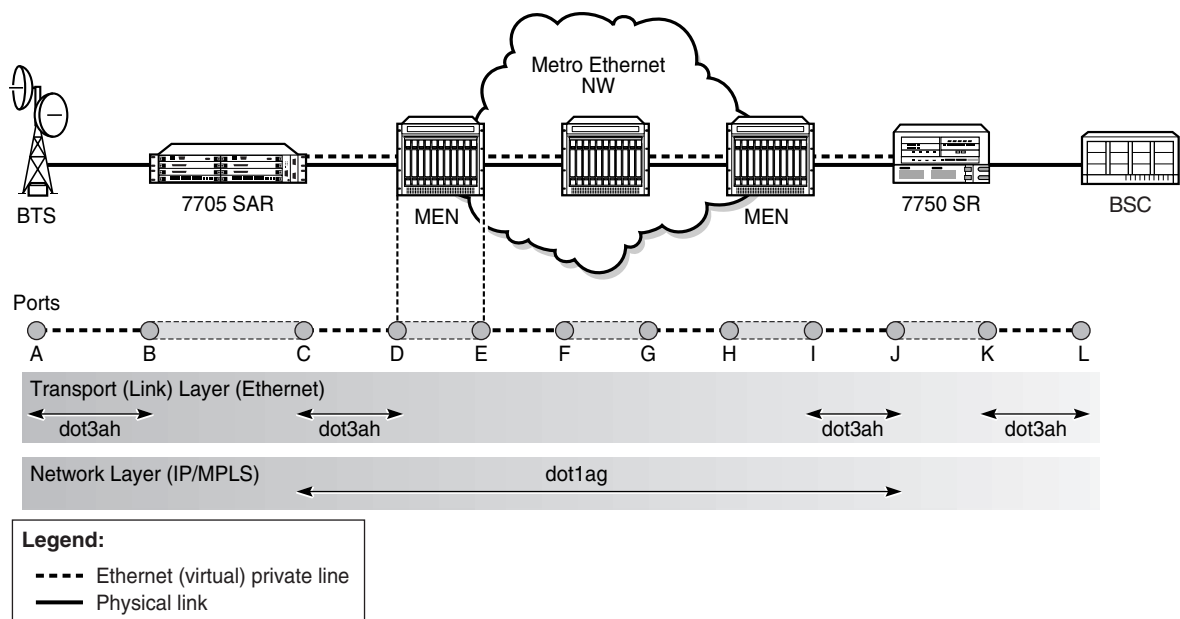 Metro Ethernet
NW
BTS
7705 SAR
MEN
MEN
7750 SR
BSC
Ports
A B C D E F G H I J K L
Transport (Link) Layer (Ethernet)
dot3ah dot3ah dot3ah dot3ah
Network Layer (IP/MPLS) dot1ag
Legend:
Ethernet (virtual) private line
Physical link